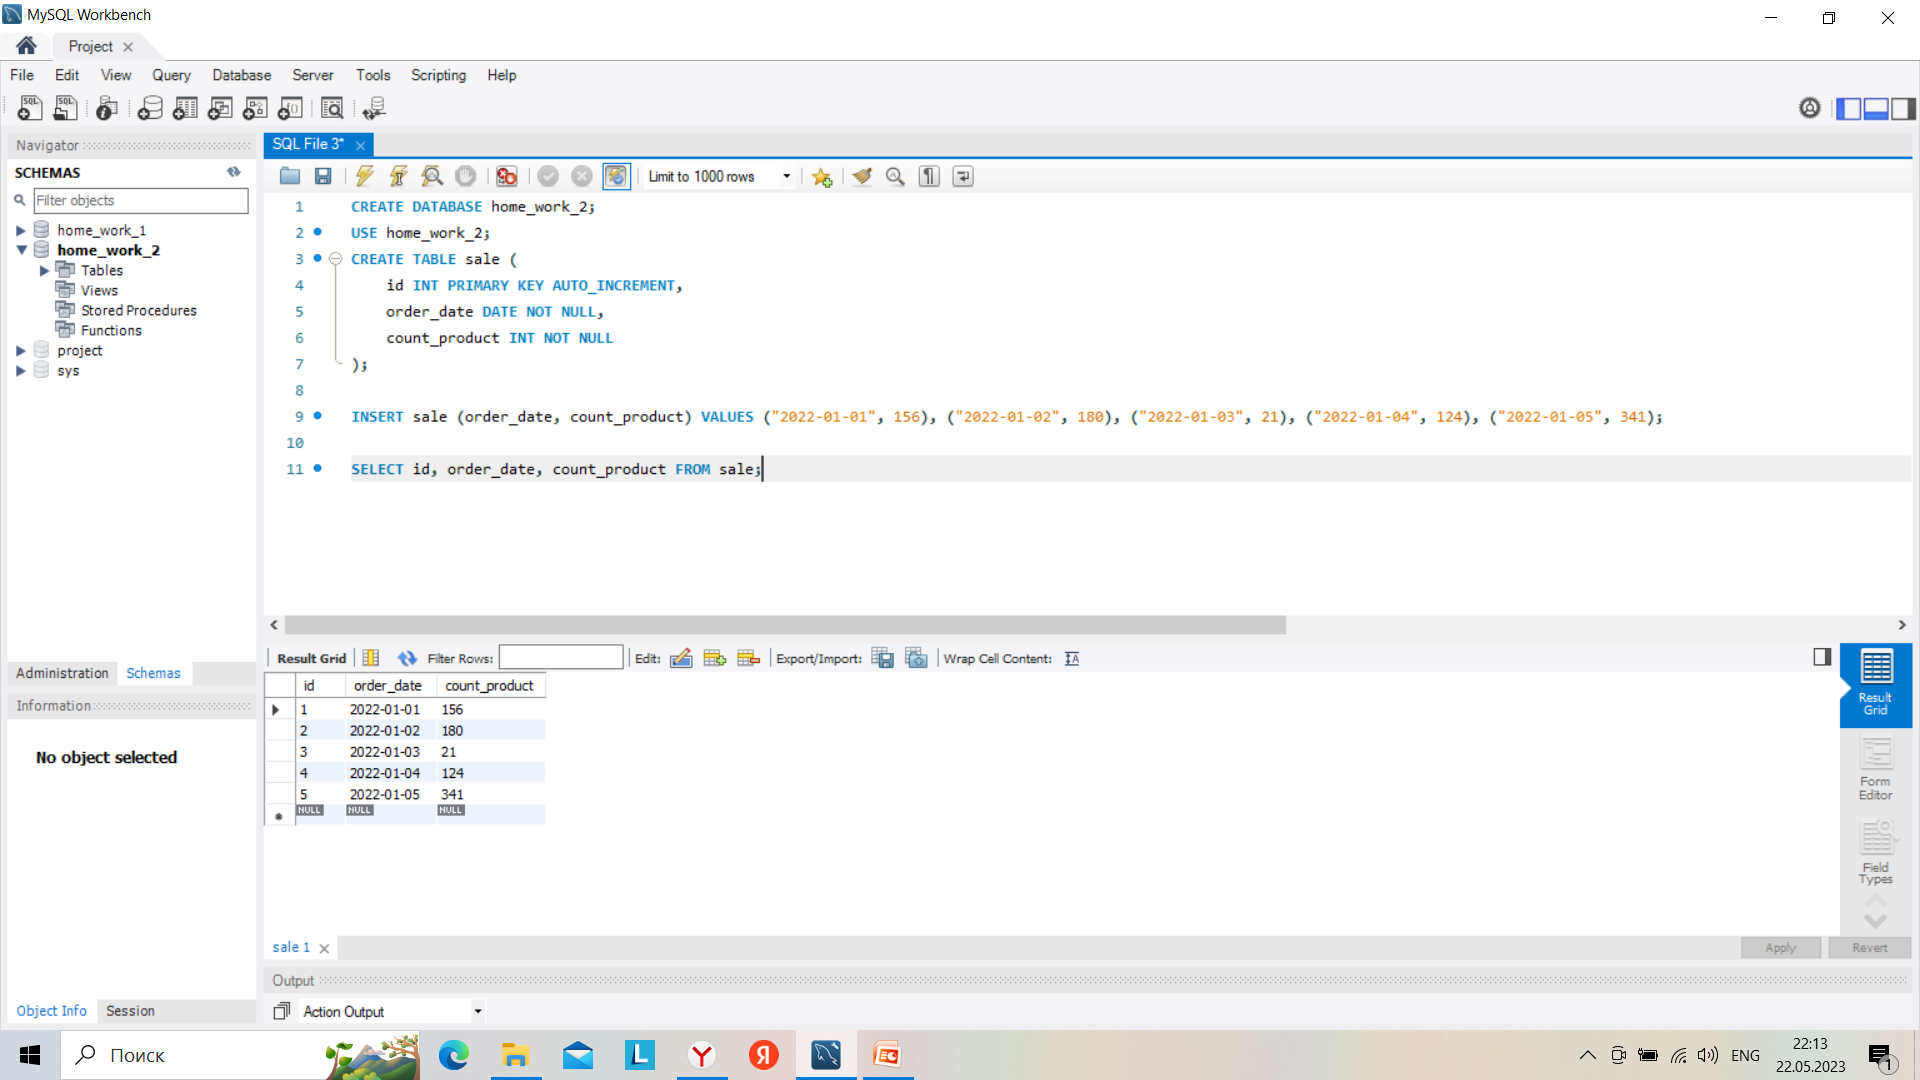 MySQL Workbench
Project
File Edit View Query Database Server Tools Scripting Help
Navigator
SCHEMAS
Filter objects
home_work_1
home_work_2
Tables
Views
Stored Procedures
Functions
project
sys
Administration Schemas
Information
No object selected
Object Info Session
SQL File 3*
Limit to 1000 rows
1 CREATE DATABASE home_work_2;
2 USE home_work_2;
3 CREATE TABLE sale (
4 id INT PRIMARY KEY AUTO_INCREMENT,
5 order_date DATE NOT NULL,
6 count_product INT NOT NULL
7 );
8
9 INSERT sale (order_date, count_product) VALUES ("2022-01-01", 156), ("2022-01-02", 180), ("2022-01-03", 21), ("2022-01-04", 124), ("2022-01-05", 341);
10
11 SELECT id, order_date, count_product FROM sale;
Result Grid Filter Rows: Edit: Export/Import: Wrap Cell Content:
id order_date count_product
1 2022-01-01 156
2 2022-01-02 180
3 2022-01-03 21
4 2022-01-04 124
5 2022-01-05 341
NULL NULL NULL
Result
Grid
Form
Editor
Field
Types
sale 1
Apply Revert
Output
Action Output
Поиск
ENG
22:13
22.05.2023
1